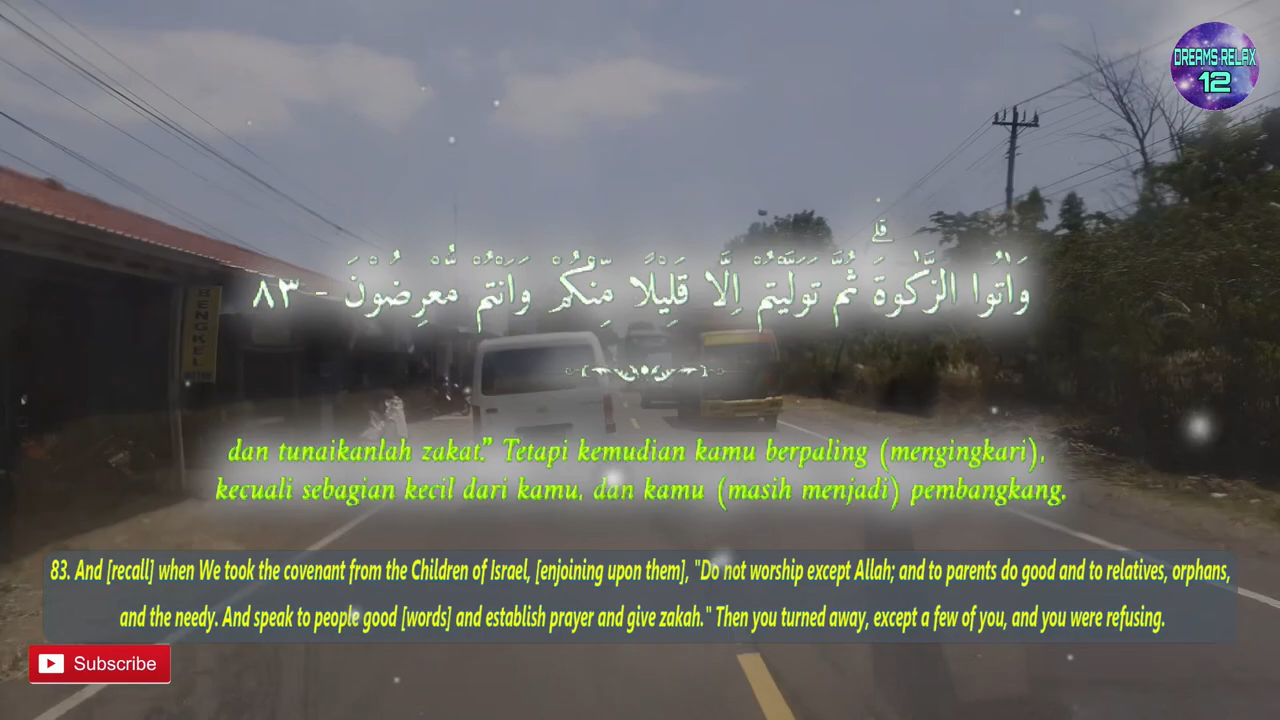 DREAMS RELAX
12
وَاٰتُوا الزَّكٰوةَۗ ثُمَّ تَوَلَّيْتُمْ اِلَّا قَلِيْلًا مِّنْكُمْ وَاَنْتُمْ مُّعْرِضُوْنَ - ٨٣
BENGKEL
dan tunaikanlah zakat." Tetapi kemudian kamu berpaling (mengingkari),
kecuali sebagian kecil dari kamu, dan kamu (masih menjadi) pembangkang.
83. And [recall] when We took the covenant from the Children of Israel, [enjoining upon them], "Do not worship except Allah; and to parents do good and to relatives, orphans,
and the needy. And speak to people good [words] and establish prayer and give zakah." Then you turned away, except a few of you, and you were refusing.
Subscribe